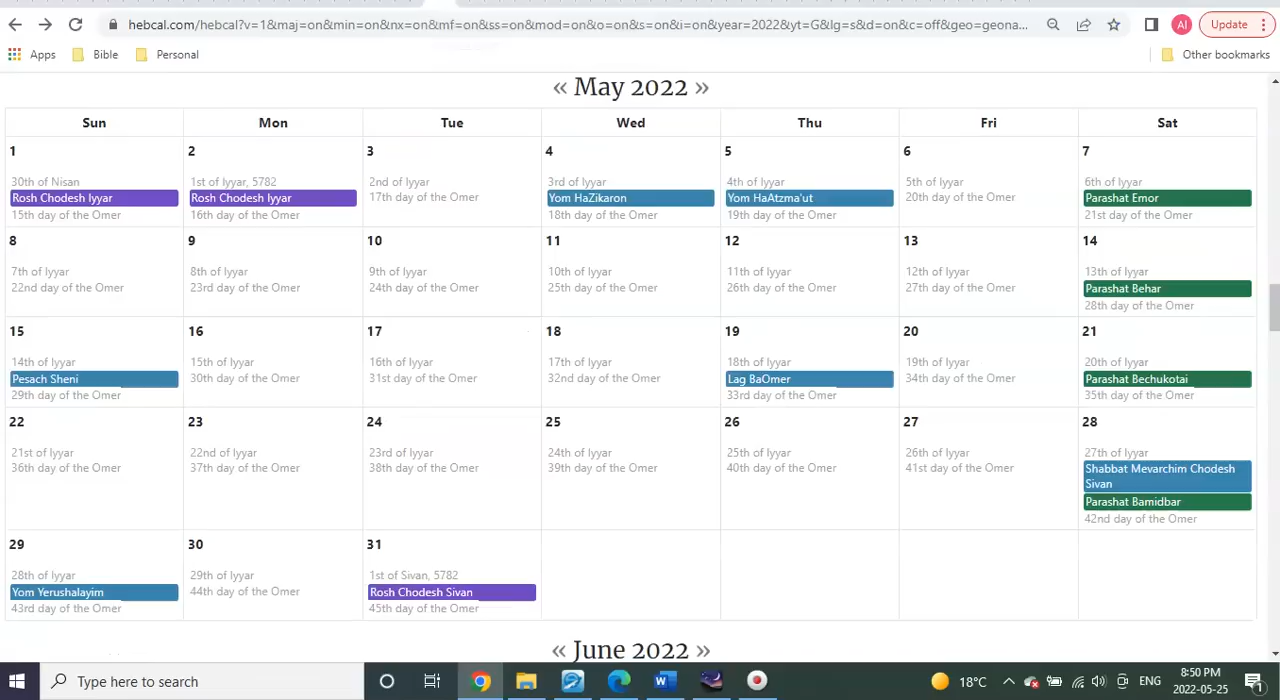 hebcal.com/hebcal?v=1&maj=on&min=on&nx=on&mf=on&ss=on&mod=on&o=on&s=on&i=on&year=2022&yt=G&lg=s&d=on&c=off&geo=geona...
AI
Update
Apps
Bible
Personal
Other bookmarks
« May 2022 »
Sun Mon Tue Wed Thu Fri Sat
1
30th of Nisan
Rosh Chodesh Iyyar
15th day of the Omer
2
1st of Iyyar, 5782
Rosh Chodesh Iyyar
16th day of the Omer
3
2nd of Iyyar
17th day of the Omer
4
3rd of Iyyar
Yom HaZikaron
18th day of the Omer
5
4th of Iyyar
Yom HaAtzma'ut
19th day of the Omer
6
5th of Iyyar
20th day of the Omer
7
6th of Iyyar
Parashat Emor
21st day of the Omer
8
7th of Iyyar
22nd day of the Omer
9
8th of Iyyar
23rd day of the Omer
10
9th of Iyyar
24th day of the Omer
11
10th of Iyyar
25th day of the Omer
12
11th of Iyyar
26th day of the Omer
13
12th of Iyyar
27th day of the Omer
14
13th of Iyyar
Parashat Behar
28th day of the Omer
15
14th of Iyyar
Pesach Sheni
29th day of the Omer
16
15th of Iyyar
30th day of the Omer
17
16th of Iyyar
31st day of the Omer
18
17th of Iyyar
32nd day of the Omer
19
18th of Iyyar
Lag BaOmer
33rd day of the Omer
20
19th of Iyyar
34th day of the Omer
21
20th of Iyyar
Parashat Bechukotai
35th day of the Omer
22
21st of Iyyar
36th day of the Omer
23
22nd of Iyyar
37th day of the Omer
24
23rd of Iyyar
38th day of the Omer
25
24th of Iyyar
39th day of the Omer
26
25th of Iyyar
40th day of the Omer
27
26th of Iyyar
41st day of the Omer
28
27th of Iyyar
Shabbat Mevarchim Chodesh
Sivan
Parashat Bamidbar
42nd day of the Omer
29
28th of Iyyar
Yom Yerushalayim
43rd day of the Omer
30
29th of Iyyar
44th day of the Omer
31
1st of Sivan, 5782
Rosh Chodesh Sivan
45th day of the Omer
« June 2022 »
Type here to search
18°C
ENG
8:50 PM
2022-05-25
1